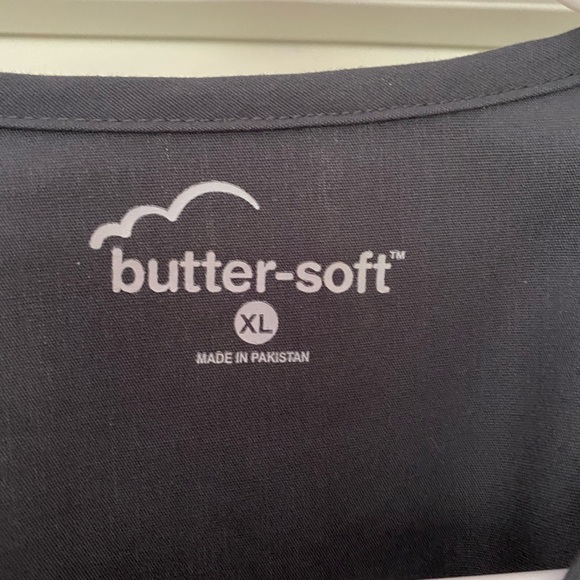 butter-soft™
XL
MADE IN PAKISTAN